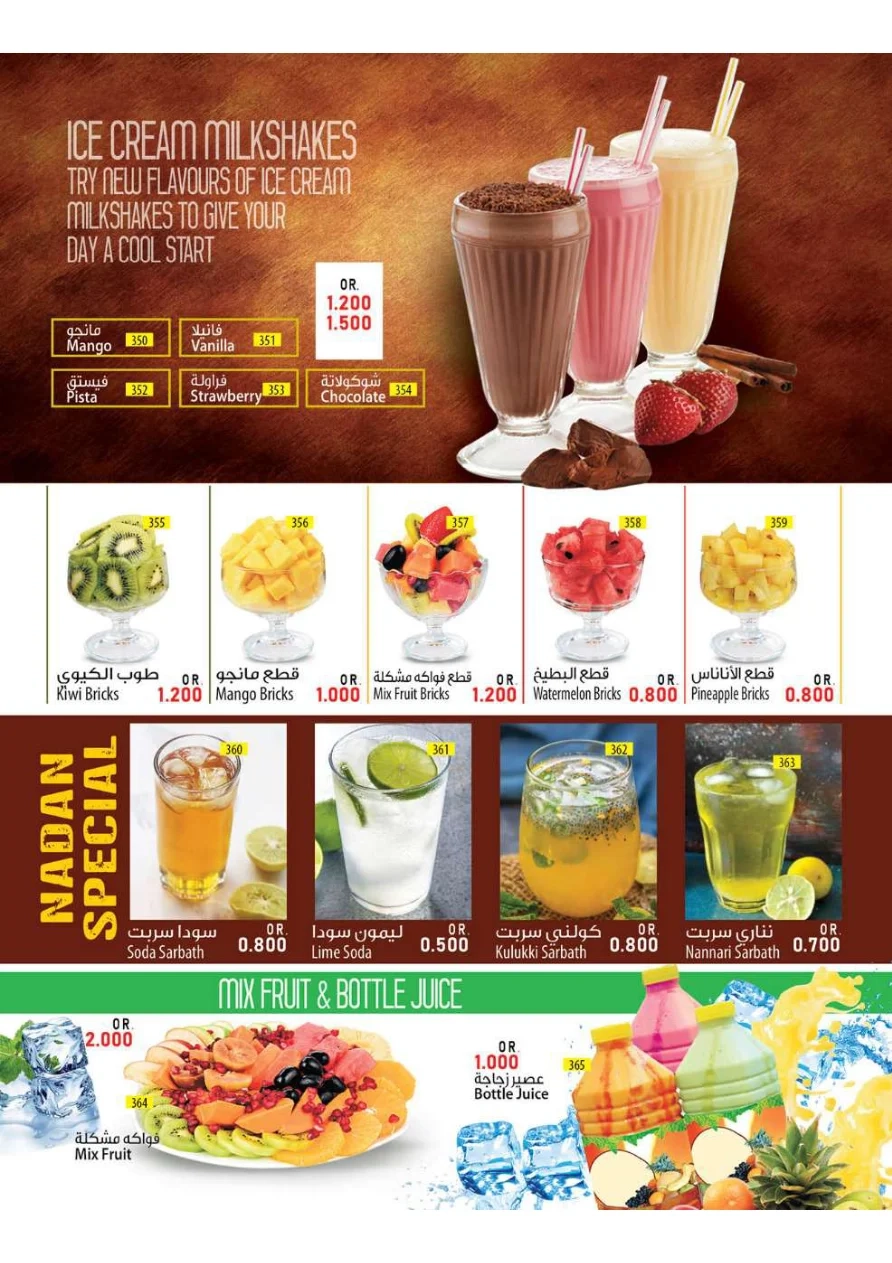 ICE CREAM MILKSHAKES
TRY NEW FLAVOURS OF ICE CREAM
MILKSHAKES TO GIVE YOUR
DAY A COOL START
OR.
1.200
1.500
مانجو
Mango 350
فانيلا
Vanilla 351
فيستق
Pista 352
فراولة
Strawberry 353
شوكولاتة
Chocolate 354
355
طوب الكيوي
Kiwi Bricks
OR.
1.200
356
قطع مانجو
Mango Bricks
OR.
1.000
357
قطع فواكه مشكلة
Mix Fruit Bricks
OR.
1.200
358
قطع البطيخ
Watermelon Bricks
OR.
0.800
359
قطع الأناناس
Pineapple Bricks
OR.
0.800
NADAN
SPECIAL
360
سودا سربت
Soda Sarbath
OR.
0.800
361
ليمون سودا
Lime Soda
OR.
0.500
362
كولني سربت
Kulukki Sarbath
OR.
0.800
363
نناري سربت
Nannari Sarbath
OR.
0.700
MIX FRUIT & BOTTLE JUICE
OR.
2.000
364
فواكه مشكلة
Mix Fruit
OR.
1.000
365
عصير زجاجة
Bottle Juice